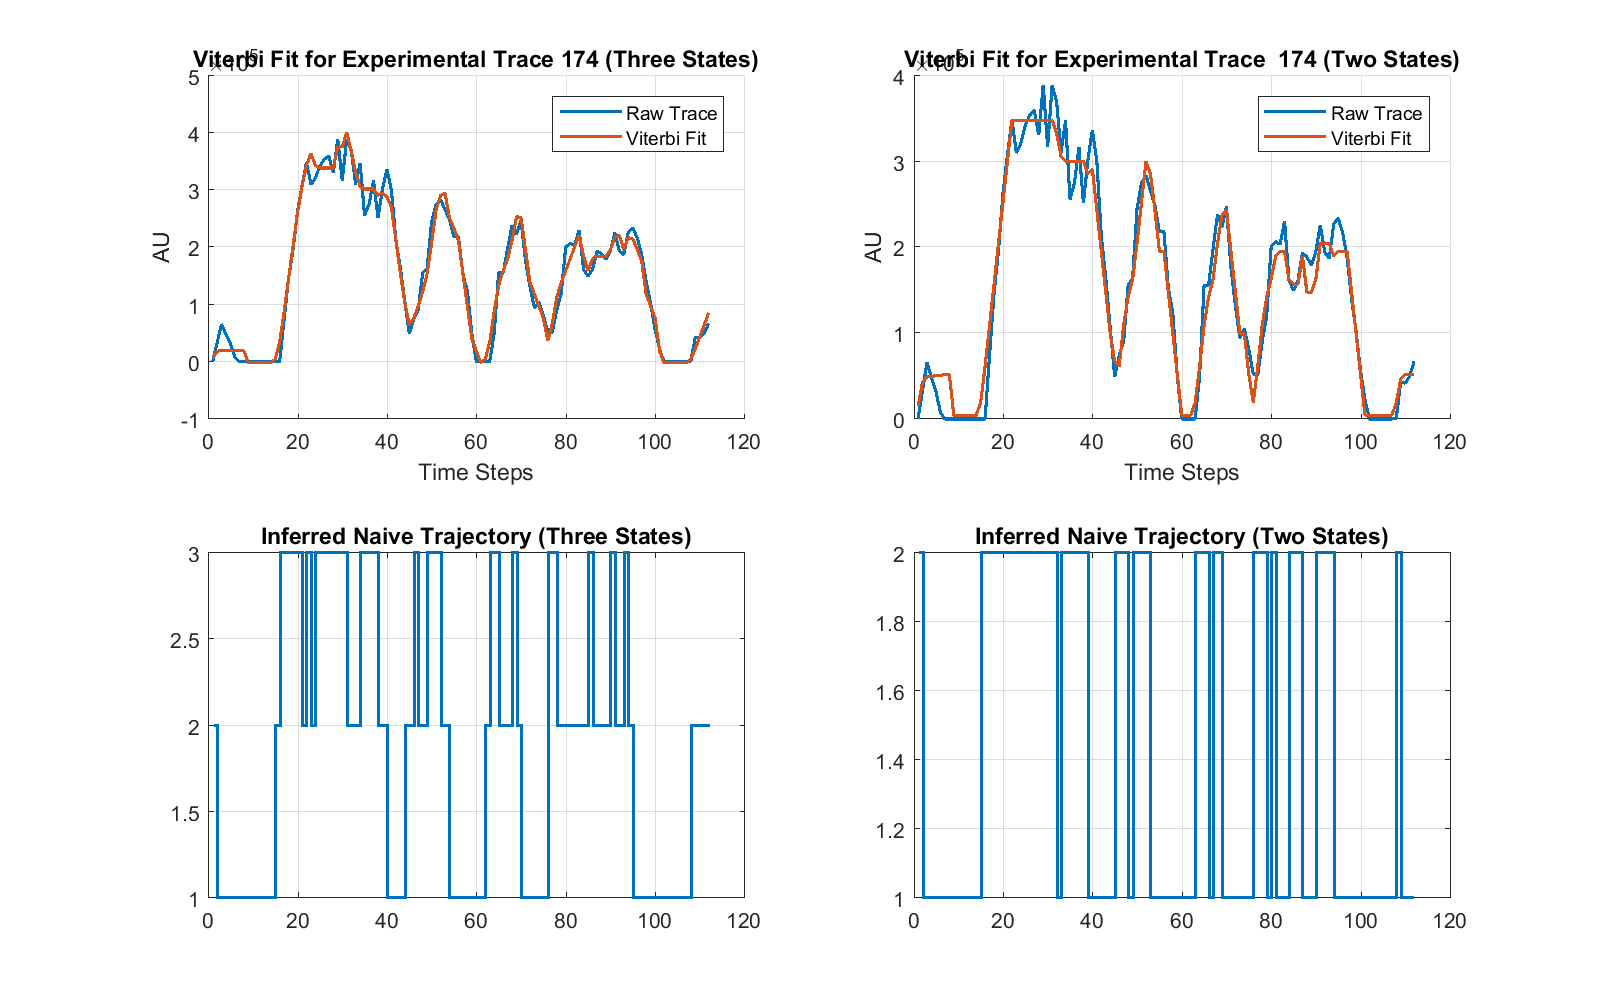 Viterbi Fit for Experimental Trace 174 (Three States)
×10^5
5
4
3
2
1
0
-1
AU
0 20 40 60 80 100 120
Time Steps
Raw Trace
Viterbi Fit
Viterbi Fit for Experimental Trace 174 (Two States)
×10^5
4
3
2
1
0
AU
0 20 40 60 80 100 120
Time Steps
Raw Trace
Viterbi Fit
Inferred Naive Trajectory (Three States)
3
2.5
2
1.5
1
0 20 40 60 80 100 120
Inferred Naive Trajectory (Two States)
2
1.8
1.6
1.4
1.2
1
0 20 40 60 80 100 120